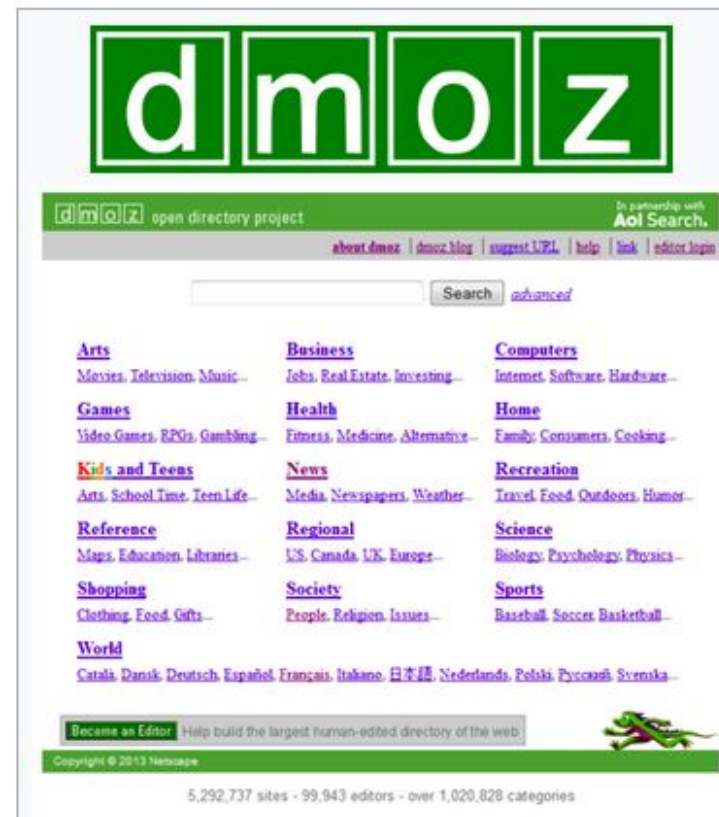 dmoz
dmoz open directory project In partnership with Aol Search.
about dmoz | dmoz blog | suggest URL | help | link | editor login
Search advanced
Arts Business Computers
Movies, Television, Music... Jobs, Real Estate, Investing... Internet, Software, Hardware...
Games Health Home
Video Games, RPGs, Gambling... Fitness, Medicine, Alternative... Family, Consumers, Cooking...
Kids and Teens News Recreation
Arts, School Time, Teen Life... Media, Newspapers, Weather... Travel, Food, Outdoors, Humor...
Reference Regional Science
Maps, Education, Libraries... US, Canada, UK, Europe... Biology, Psychology, Physics...
Shopping Society Sports
Clothing, Food, Gifts... People, Religion, Issues... Baseball, Soccer, Basketball...
World
Català, Dansk, Deutsch, Español, Français, Italiano, 日本語, Nederlands, Polski, Русский, Svenska...
Become an Editor Help build the largest human-edited directory of the web
Copyright © 2013 Netscape
5,292,737 sites - 99,943 editors - over 1,020,828 categories